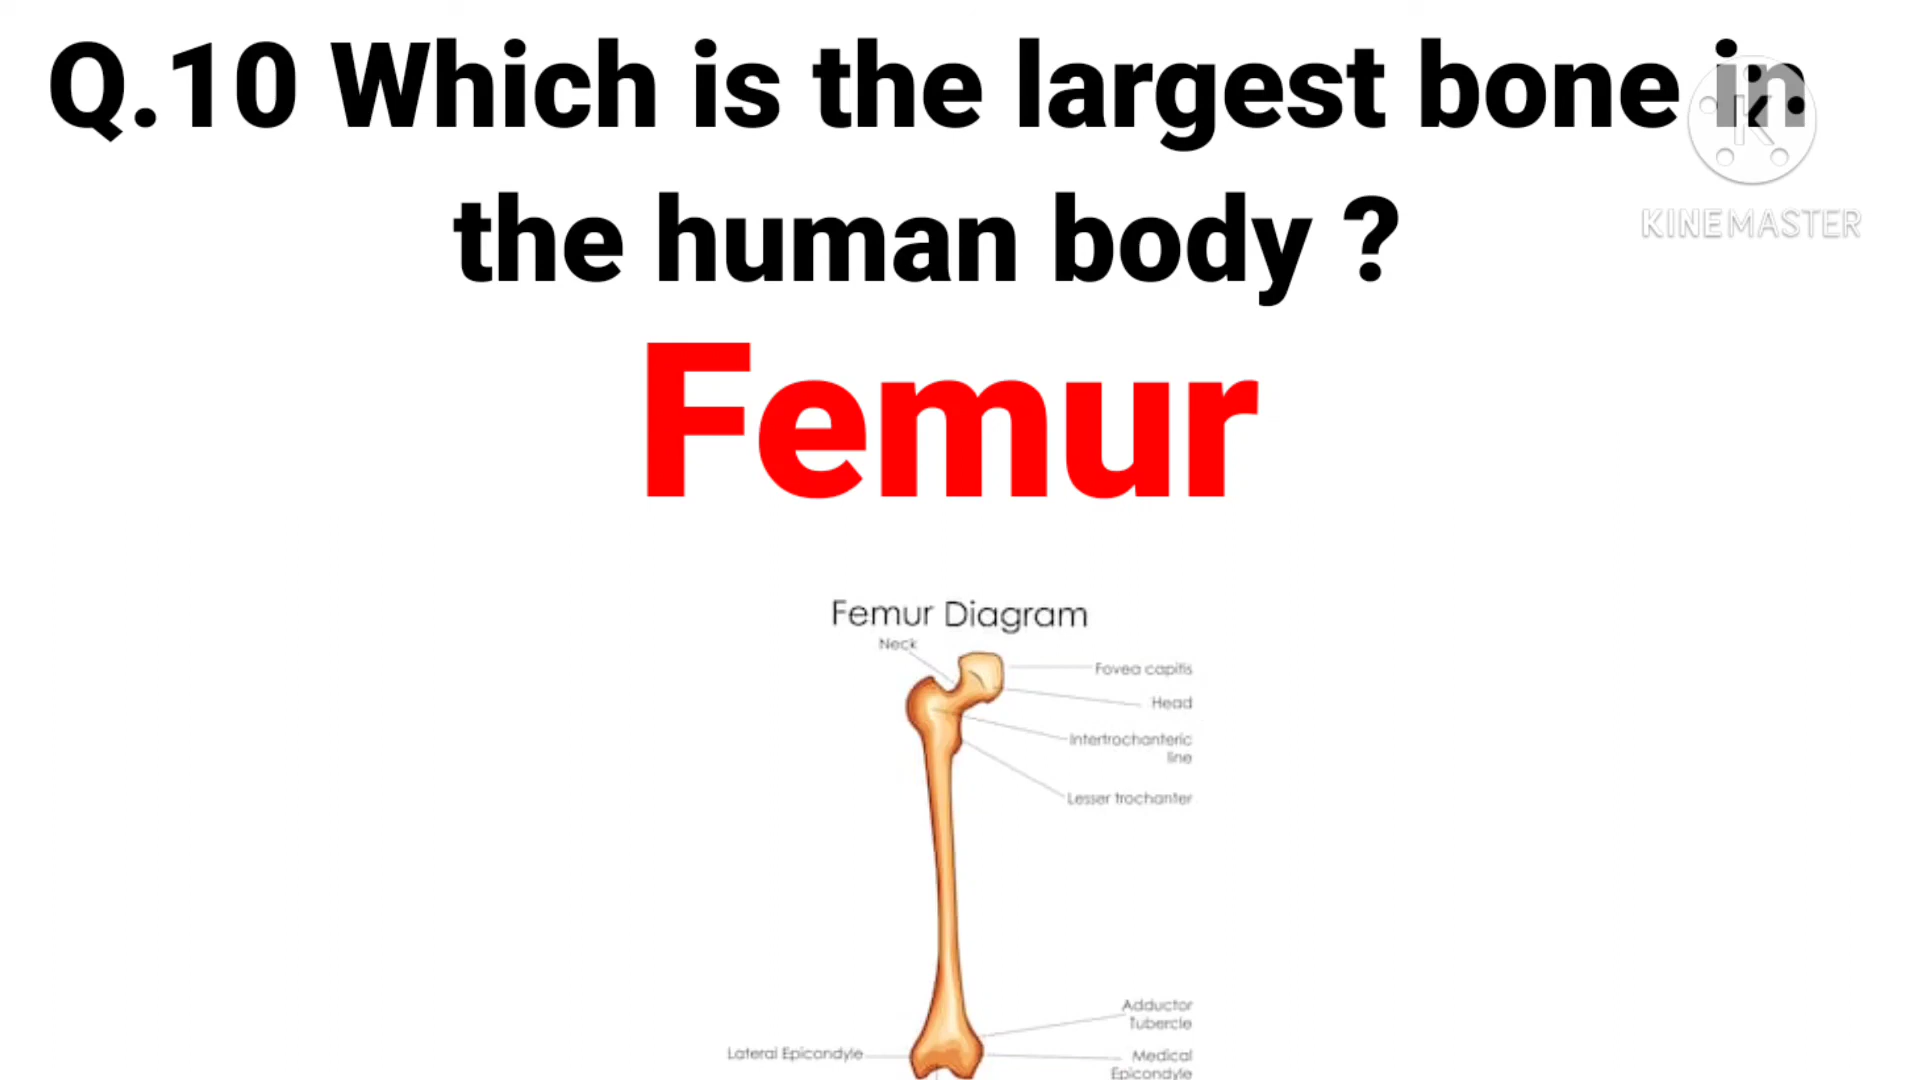 Q.10 Which is the largest bone in
the human body ?
KINEMASTER
Femur
Femur Diagram
Neck
Fovea capitis
Head
Intertrochanteric
line
Lesser trochanter
Adductor
Tubercle
Lateral Epicondyle
Medical
Epicondyle